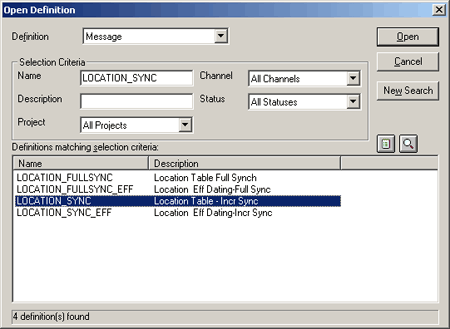 Open Definition
Definition Message Open
Selection Criteria Cancel
Name LOCATION_SYNC Channel All Channels
Description Status All Statuses New Search
Project All Projects
Definitions matching selection criteria:
Name Description
LOCATION_FULLSYNC Location Table Full Synch
LOCATION_FULLSYNC_EFF Location Eff Dating-Full Sync
LOCATION_SYNC Location Table - Incr Sync
LOCATION_SYNC_EFF Location Eff Dating-Incr Sync
4 definition(s) found